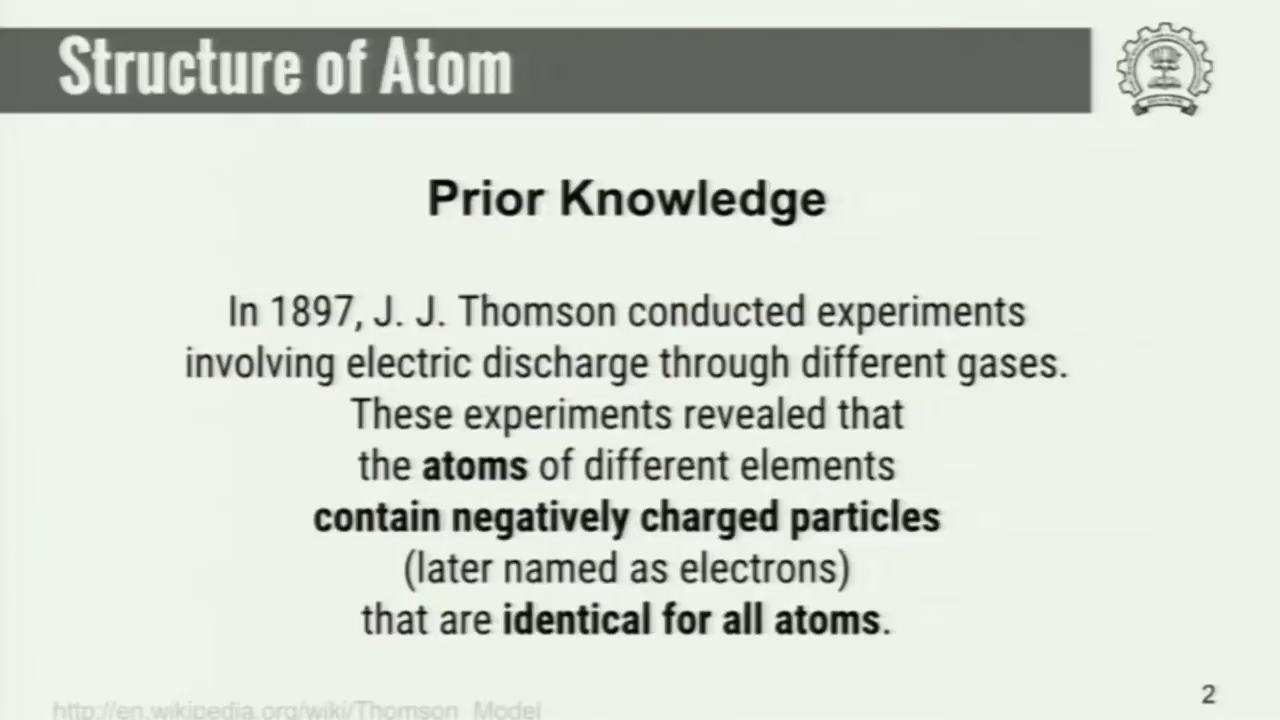 Structure of Atom
Prior Knowledge
In 1897, J. J. Thomson conducted experiments
involving electric discharge through different gases.
These experiments revealed that
the atoms of different elements
contain negatively charged particles
(later named as electrons)
that are identical for all atoms.
http://en.wikipedia.org/wiki/Thomson_Model
2